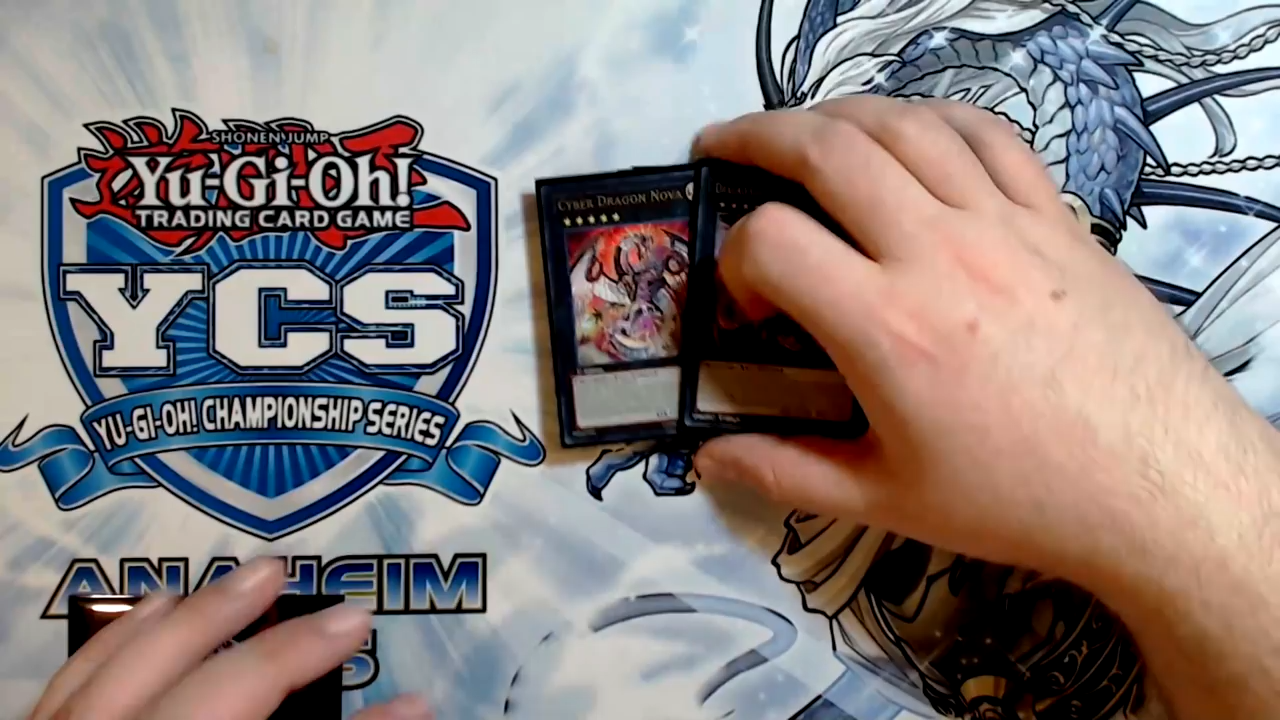 SHONEN JUMP
Yu-Gi-Oh!
TRADING CARD GAME
YCS
YU-GI-OH! CHAMPIONSHIP SERIES
ANAHEIM
CYBER DRAGON NOVA